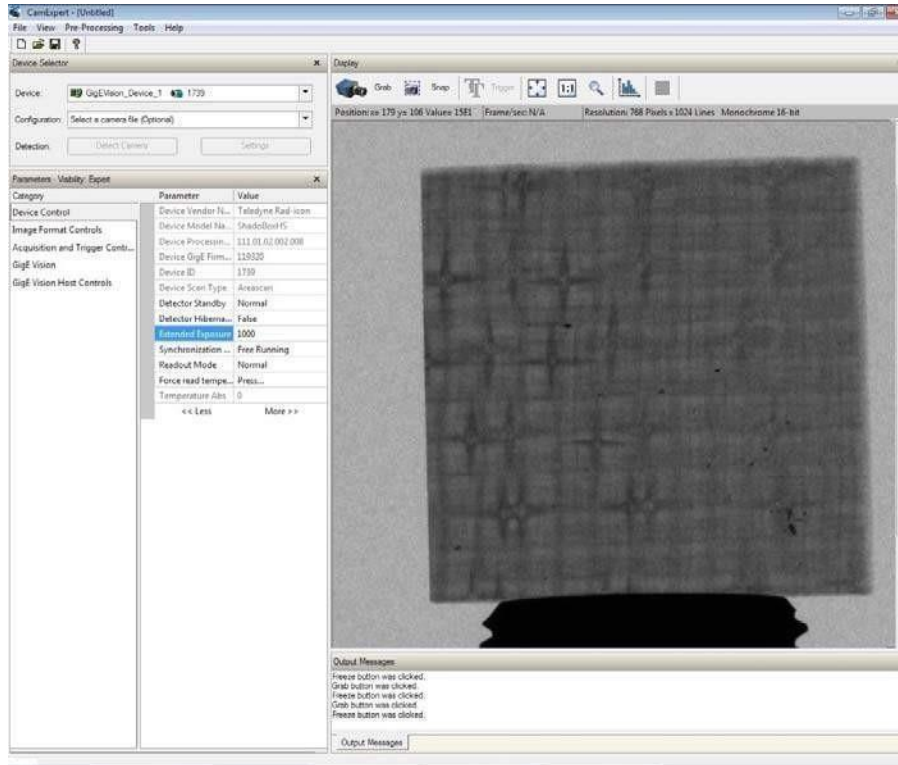 CamExpert - [Untitled]
File View Pre-Processing Tools Help
Device Selector
Device: GigEVision_Device_1 1739
Configuration: Select a camera file (Optional)
Detection: Detect Camera Settings
Parameters - Visibility: Expert
Category Parameter Value
Device Control
Image Format Controls
Acquisition and Trigger Contr...
GigE Vision
GigE Vision Host Controls
Device Vendor N... Teledyne Rad-icon
Device Model Na... ShadoBoxHS
Device Processin... 111.01.02.002.008
Device GigE Firm... 119320
Device ID 1739
Device Scan Type Areascan
Detector Standby Normal
Detector Hiberna... False
Extended Exposure 1000
Synchronization ... Free Running
Readout Mode Normal
Force read tempe... Press...
Temperature Abs 0
<< Less More >>
Display
Grab Snap Trigger 1:1
Position: x= 179 y= 106 Value= 15E1 Frame/sec: N/A Resolution: 768 Pixels x 1024 Lines Monochrome 16-bit
Output Messages
Freeze button was clicked.
Grab button was clicked.
Freeze button was clicked.
Grab button was clicked.
Freeze button was clicked.
Output Messages